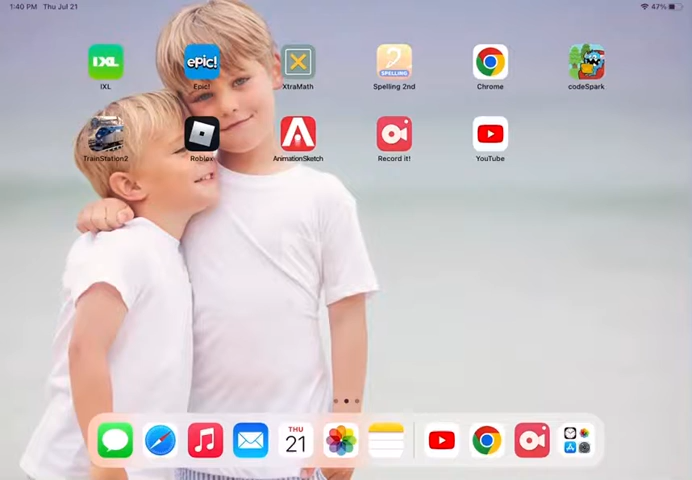 1:40 PM Thu Jul 21 47%
IXL
epic!
SPELLING
IXL Epic! XtraMath Spelling 2nd Chrome codeSpark
TrainStation2 Roblox AnimationSketch Record it! YouTube
THU
21